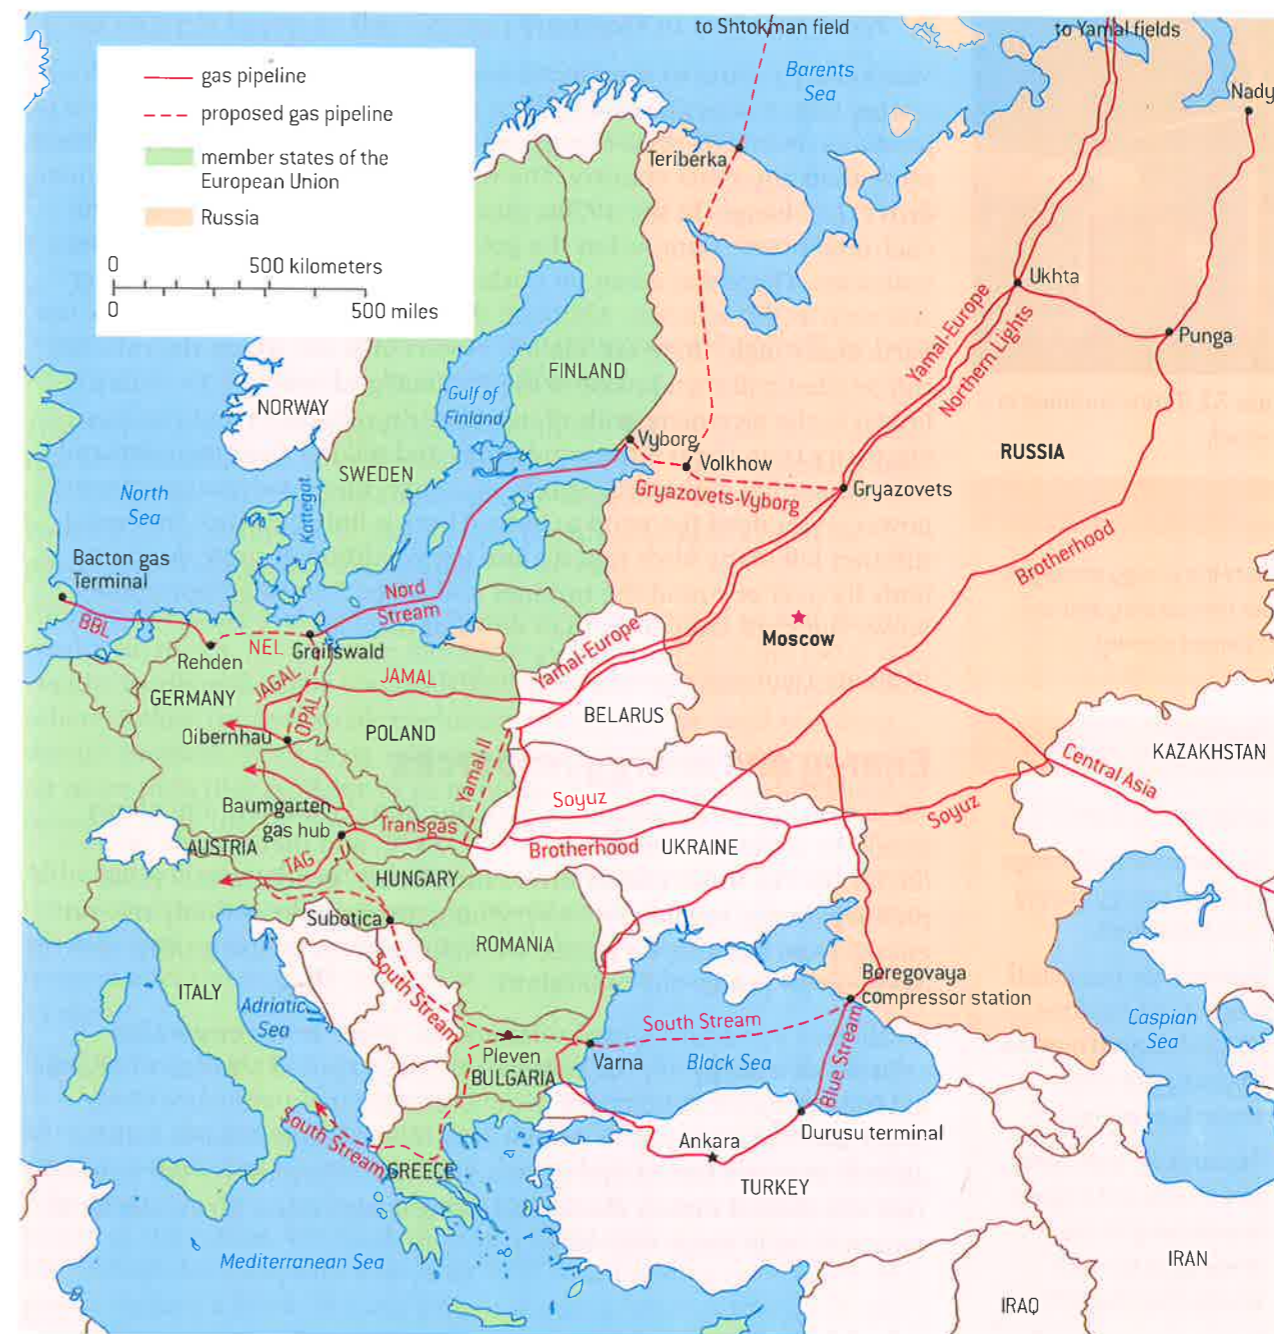 to Shtokman field
to Yamal fields
gas pipeline
proposed gas pipeline
member states of the
European Union
Russia
0
500 kilometers
0
500 miles
Barents
Sea
Nady
Teriberka
Ukhta
Punga
Yamal-Europe
Northern Lights
FINLAND
NORWAY
Gulf of
Finland
SWEDEN
Vyborg
Volkhow
RUSSIA
Gryazovets-Vyborg
Gryazovets
North
Sea
Kattegat
Bacton gas
Terminal
Brotherhood
BBL
Nord
Stream
Moscow
NEL
Greifswald
Rehden
Yamal-Europe
JAGAL
JAMAL
GERMANY
OPAL
BELARUS
Oibernhau
POLAND
KAZAKHSTAN
Yamal-II
Central Asia
Baumgarten
gas hub
Soyuz
Soyuz
Transgas
Brotherhood
UKRAINE
AUSTRIA
TAG
HUNGARY
Subotica
ROMANIA
South Stream
Beregovaya
compressor station
ITALY
Adriatic
Sea
South Stream
Caspian
Sea
Pleven
Varna
Black Sea
Blue Stream
BULGARIA
South Stream
Durusu terminal
Ankara
GREECE
TURKEY
Mediterranean Sea
IRAN
IRAQ